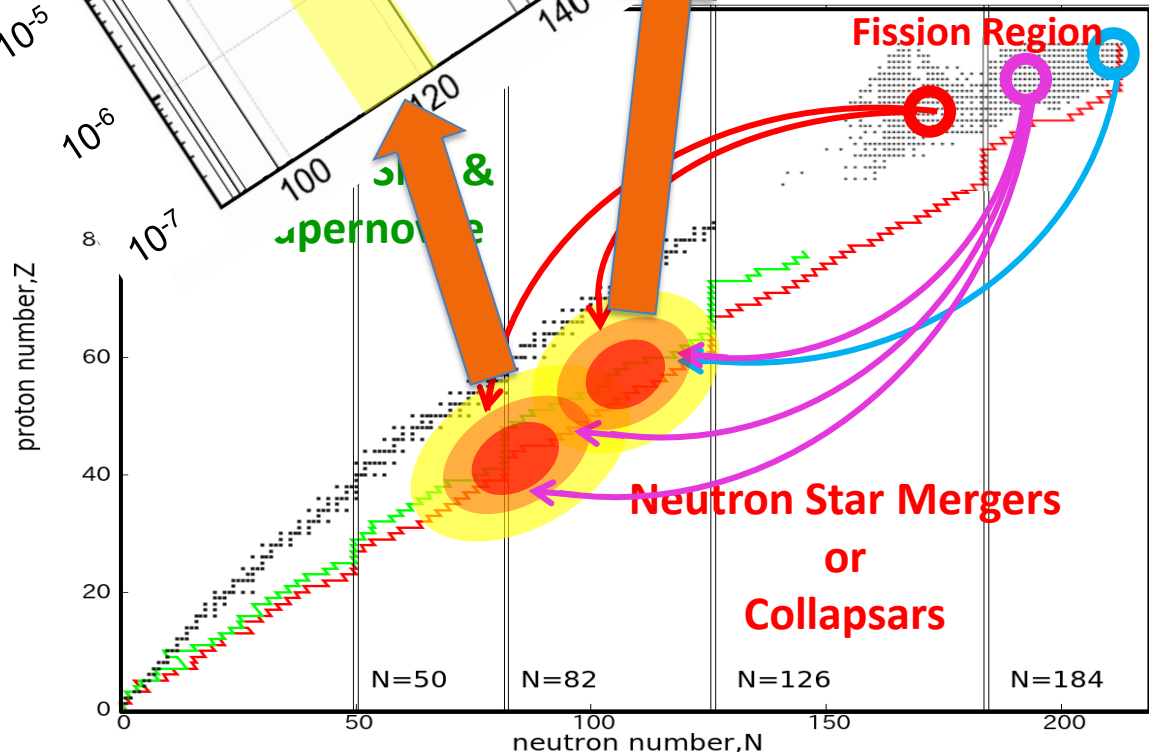 10-5
10-6
10-7
100
120
140
Fission Region
&
proton number,Z
60
40
20
0
Neutron Star Mergers
or
Collapsars
N=50
N=82
N=126
N=184
0
50
100
150
200
neutron number,N